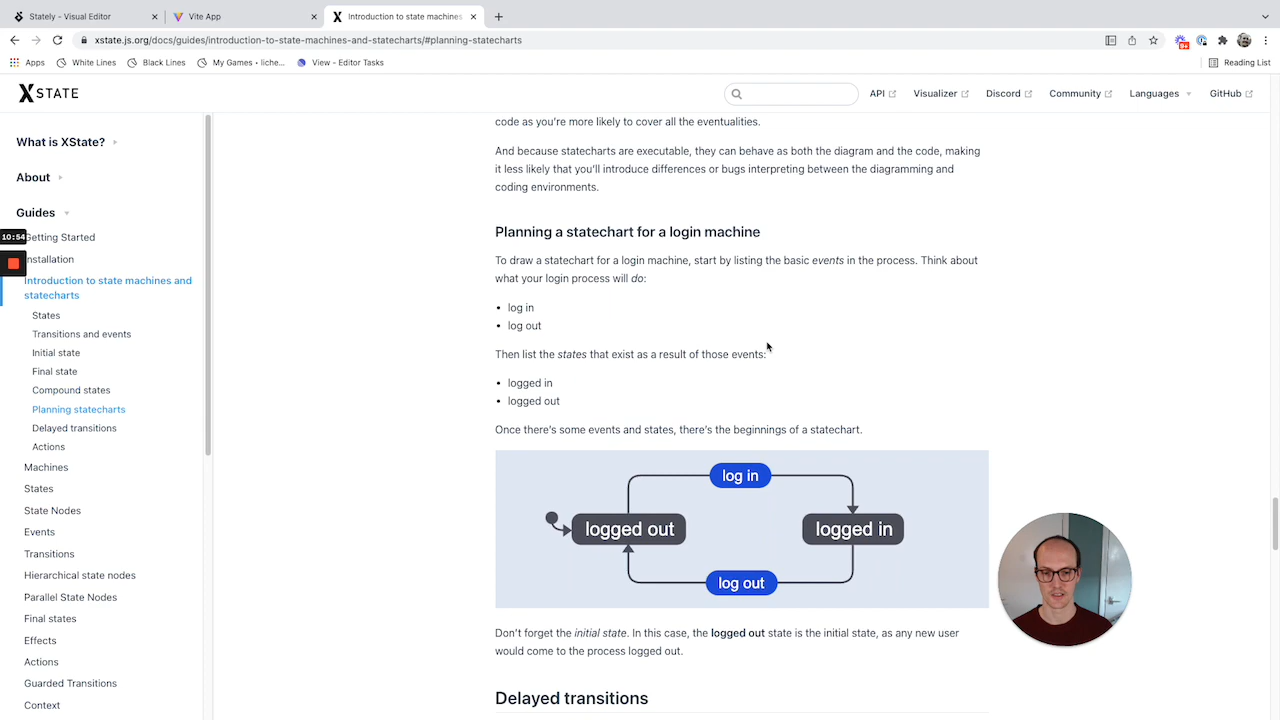 Stately - Visual Editor
Vite App
Introduction to state machines
xstate.js.org/docs/guides/introduction-to-state-machines-and-statecharts/#planning-statecharts
9+
Apps
White Lines
Black Lines
My Games • liche...
View - Editor Tasks
Reading List
XSTATE
API
Visualizer
Discord
Community
Languages
GitHub
What is XState?
About
Guides
10:54
Getting Started
Installation
Introduction to state machines and
statecharts
States
Transitions and events
Initial state
Final state
Compound states
Planning statecharts
Delayed transitions
Actions
Machines
States
State Nodes
Events
Transitions
Hierarchical state nodes
Parallel State Nodes
Final states
Effects
Actions
Guarded Transitions
Context
code as you're more likely to cover all the eventualities.
And because statecharts are executable, they can behave as both the diagram and the code, making
it less likely that you'll introduce differences or bugs interpreting between the diagramming and
coding environments.
Planning a statechart for a login machine
To draw a statechart for a login machine, start by listing the basic events in the process. Think about
what your login process will do:
• log in
• log out
Then list the states that exist as a result of those events:
• logged in
• logged out
Once there's some events and states, there's the beginnings of a statechart.
log in
logged out
logged in
log out
Don't forget the initial state. In this case, the logged out state is the initial state, as any new user
would come to the process logged out.
Delayed transitions